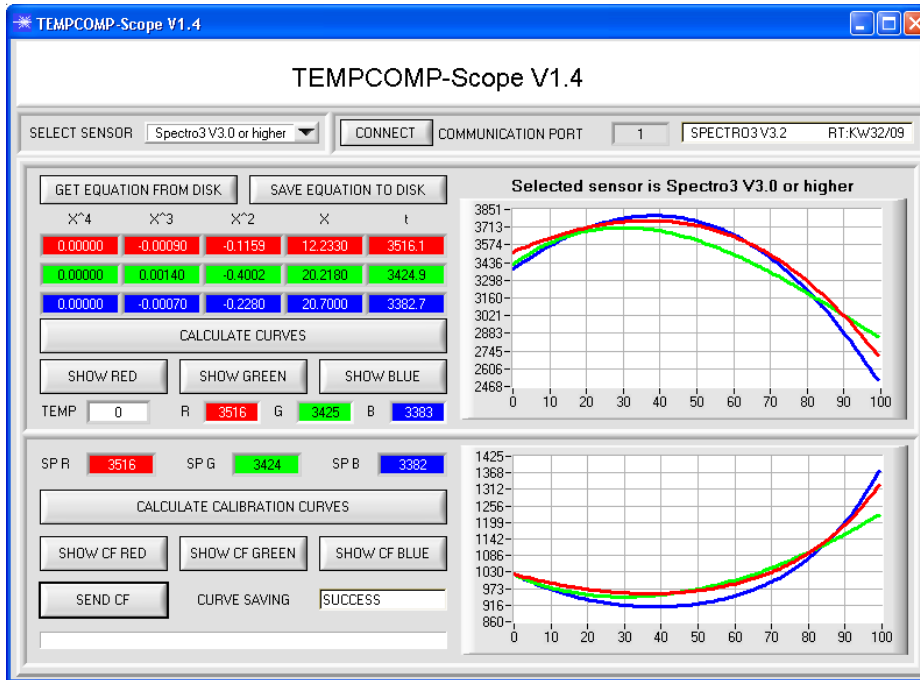 TEMPCOMP-Scope V1.4
TEMPCOMP-Scope V1.4
SELECT SENSOR Spectro3 V3.0 or higher CONNECT COMMUNICATION PORT 1 SPECTRO3 V3.2 RT:KW32/09
GET EQUATION FROM DISK SAVE EQUATION TO DISK
X^4 X^3 X^2 X t
0.00000 -0.00090 -0.1159 12.2330 3516.1
0.00000 0.00140 -0.4002 20.2180 3424.9
0.00000 -0.00070 -0.2280 20.7000 3382.7
CALCULATE CURVES
SHOW RED SHOW GREEN SHOW BLUE
TEMP 0 R 3516 G 3425 B 3383
Selected sensor is Spectro3 V3.0 or higher
3851
3713
3574
3436
3298
3160
3021
2883
2745
2606
2468
0 10 20 30 40 50 60 70 80 90 100
SP R 3516 SP G 3424 SP B 3382
CALCULATE CALIBRATION CURVES
SHOW CF RED SHOW CF GREEN SHOW CF BLUE
SEND CF CURVE SAVING SUCCESS
1425
1368
1312
1256
1199
1142
1086
1030
973
916
860
0 10 20 30 40 50 60 70 80 90 100